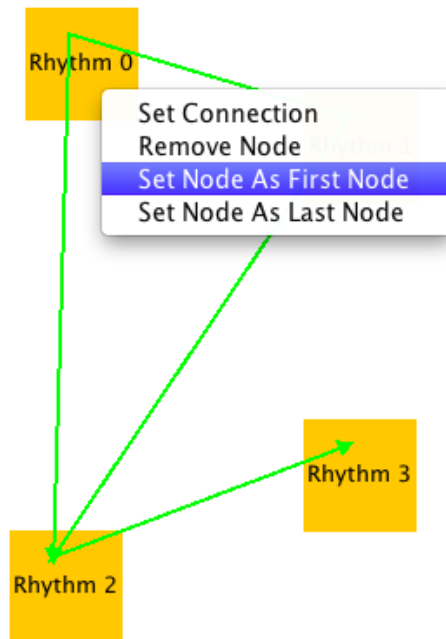 Rhythm 0
Set Connection
Remove Node
Rhythm 1
Set Node As First Node
Set Node As Last Node
Rhythm 3
Rhythm 2